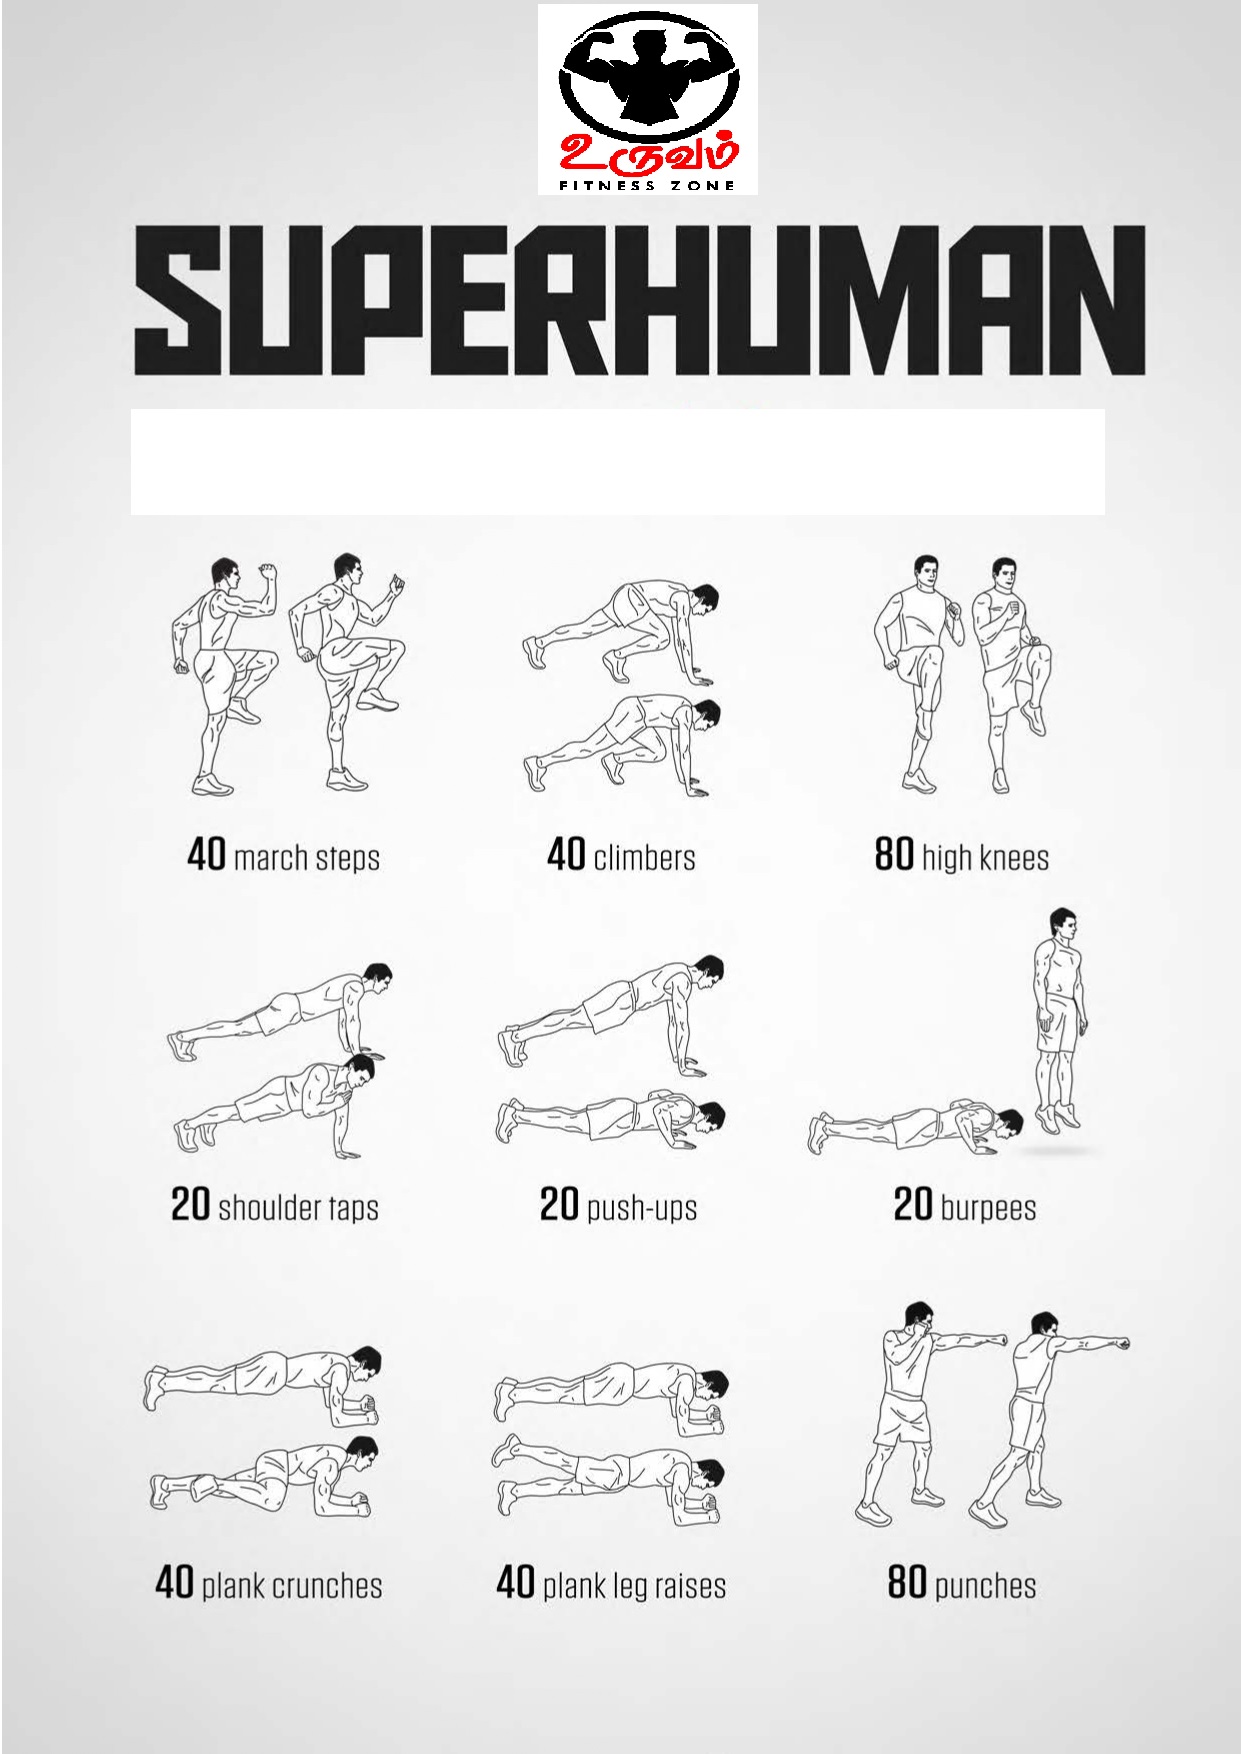 உருவம்
FITNESS ZONE
SUPERHUMAN
40 march steps
40 climbers
80 high knees
20 shoulder taps
20 push-ups
20 burpees
40 plank crunches
40 plank leg raises
80 punches